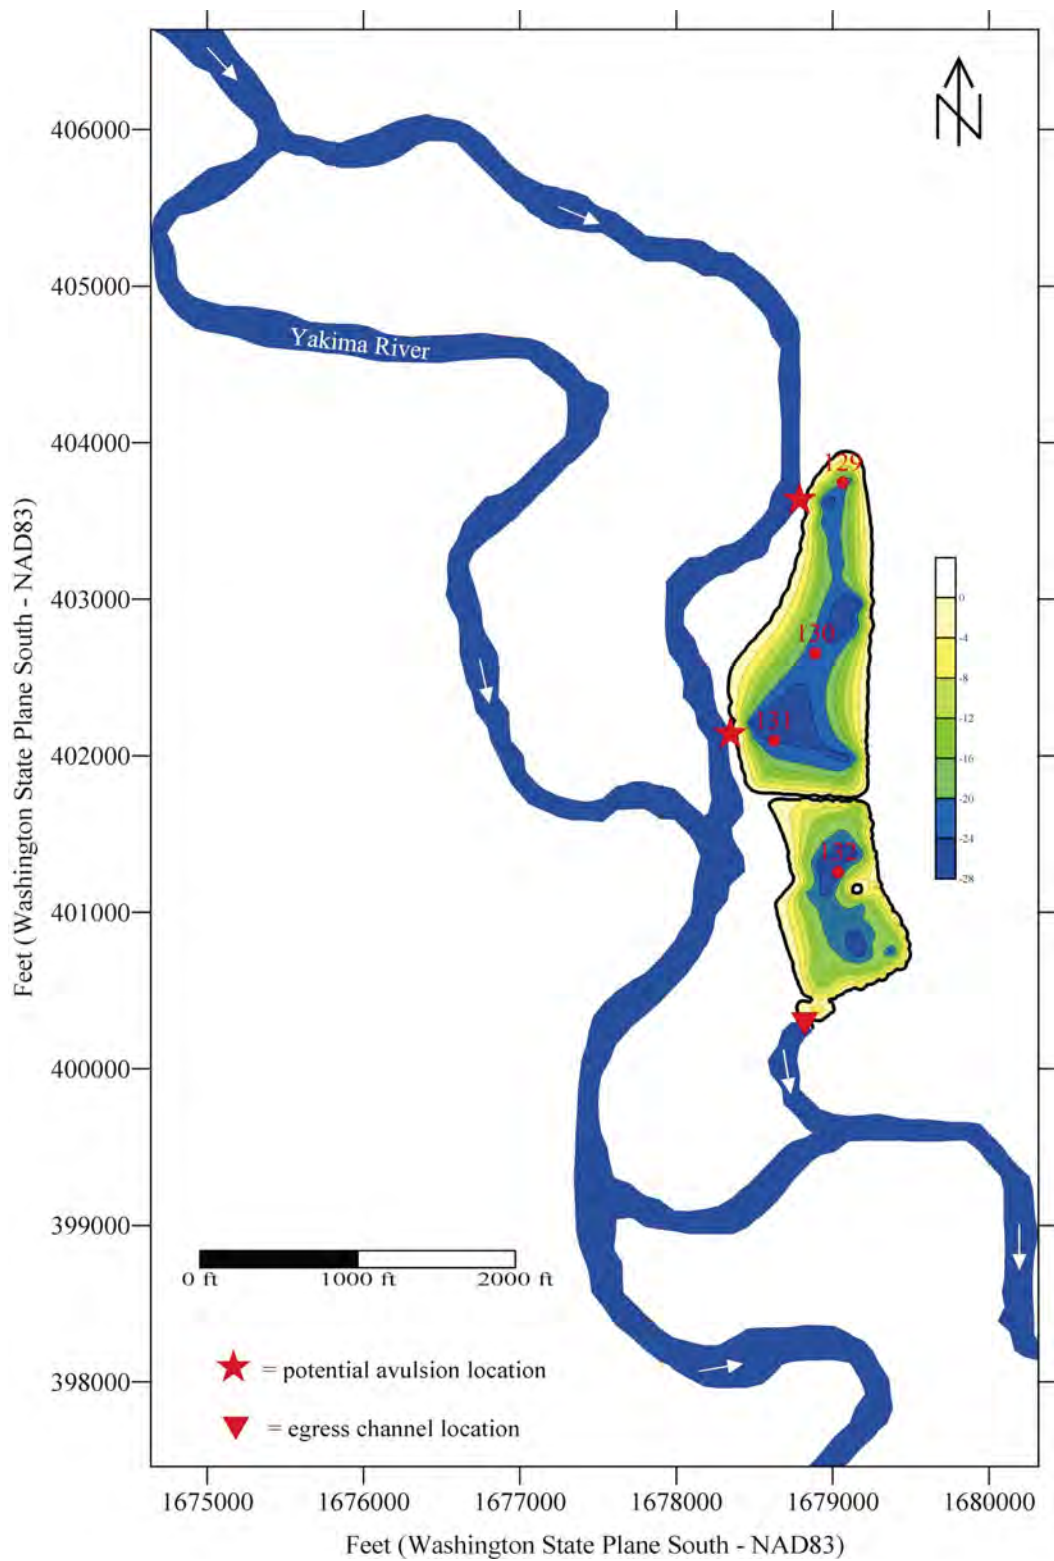 N
406000
405000
Yakima River
404000
129
403000
130
131
402000
132
401000
400000
399000
398000
0
-4
-8
-12
-16
-20
-24
-28
Feet (Washington State Plane South - NAD83)
0 ft 1000 ft 2000 ft
= potential avulsion location
= egress channel location
1675000 1676000 1677000 1678000 1679000 1680000
Feet (Washington State Plane South - NAD83)